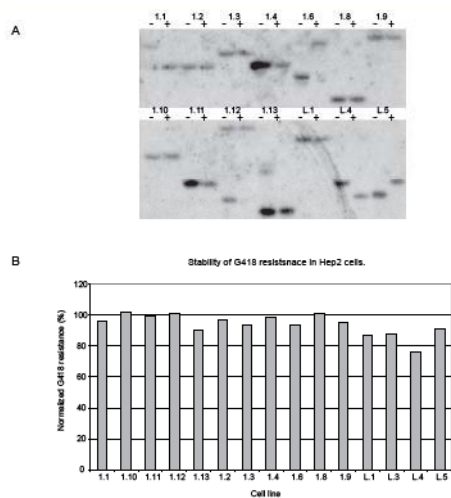 A
1.1 1.2 1.3 1.4 1.6 1.8 1.9
− + − + − + − + − + − + − +
1.10 1.11 1.12 1.13 L.1 L.4 L.5
− + − + − + − + − + − + − +
B
Stability of G418 resistsnace in Hep2 cells.
Normalized G418 resistance (%)
120
100
80
60
40
20
0
1.1 1.10 1.11 1.12 1.13 1.2 1.3 1.4 1.6 1.8 1.9 L.1 L.3 L.4 L.5
Cell line